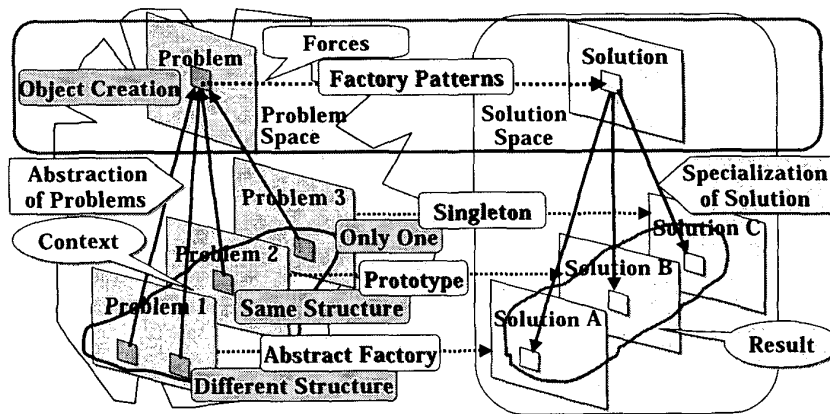 Problem
Forces
Solution
Object Creation
Factory Patterns
Problem
Space
Solution
Space
Abstraction
of Problems
Problem 3
Singleton
Specialization
of Solution
Context
Problem 2
Only One
Solution C
Prototype
Solution B
Problem 1
Same Structure
Solution A
Abstract Factory
Result
Different Structure